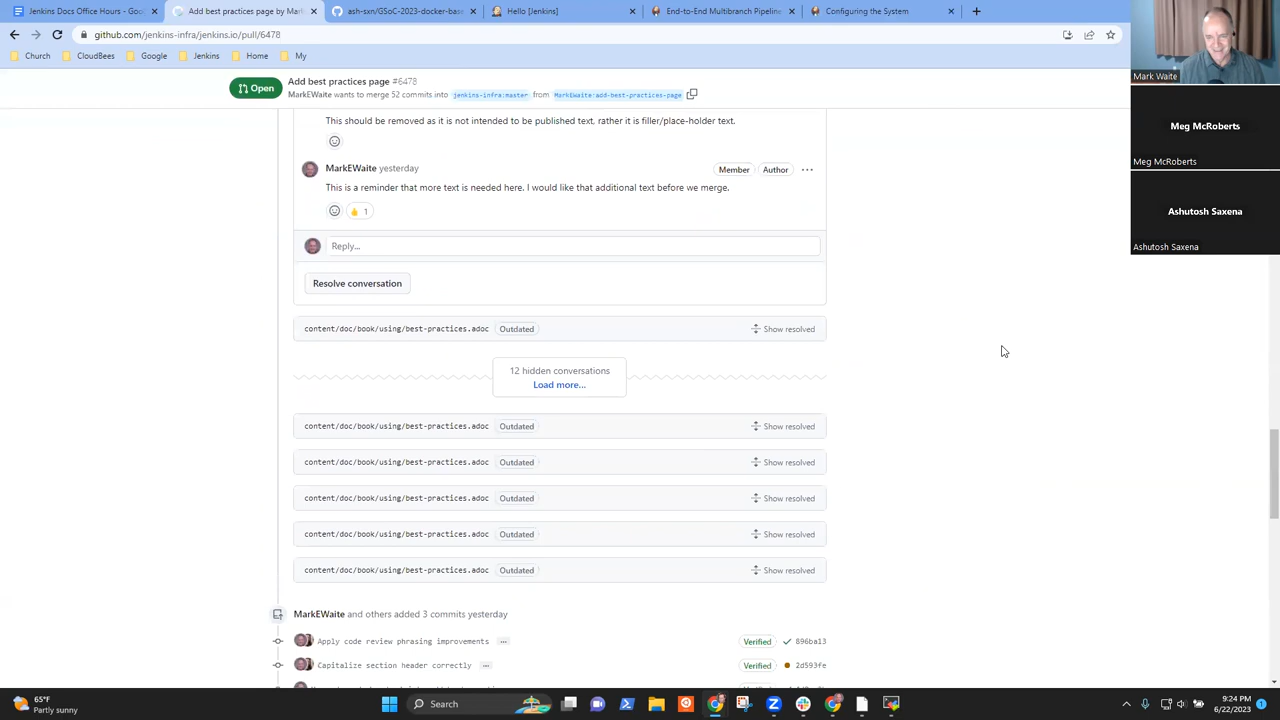 Jenkins Docs Office Hours - Goo
Add best practices page by Mark
ash-sxn/GSoC-2023-docker-base
Hello [Jenkins]
End-to-End Multibranch Pipeline
Configuring the System
github.com/jenkins-infra/jenkins.io/pull/6478
Church
CloudBees
Google
Jenkins
Home
My
Open
Add best practices page #6478
MarkEWaite wants to merge 52 commits into jenkins-infra:master from MarkEWaite:add-best-practices-page
This should be removed as it is not intended to be published text, rather it is filler/place-holder text.
MarkEWaite yesterday
Member
Author
This is a reminder that more text is needed here. I would like that additional text before we merge.
1
Reply...
Resolve conversation
content/doc/book/using/best-practices.adoc Outdated Show resolved
12 hidden conversations
Load more...
content/doc/book/using/best-practices.adoc Outdated Show resolved
content/doc/book/using/best-practices.adoc Outdated Show resolved
content/doc/book/using/best-practices.adoc Outdated Show resolved
content/doc/book/using/best-practices.adoc Outdated Show resolved
content/doc/book/using/best-practices.adoc Outdated Show resolved
MarkEWaite and others added 3 commits yesterday
Apply code review phrasing improvements ... Verified 896ba13
Capitalize section header correctly ... Verified 2d593fe
Mark Waite
Meg McRoberts
Meg McRoberts
Ashutosh Saxena
Ashutosh Saxena
65°F
Partly sunny
Search
9:24 PM
6/22/2023
1